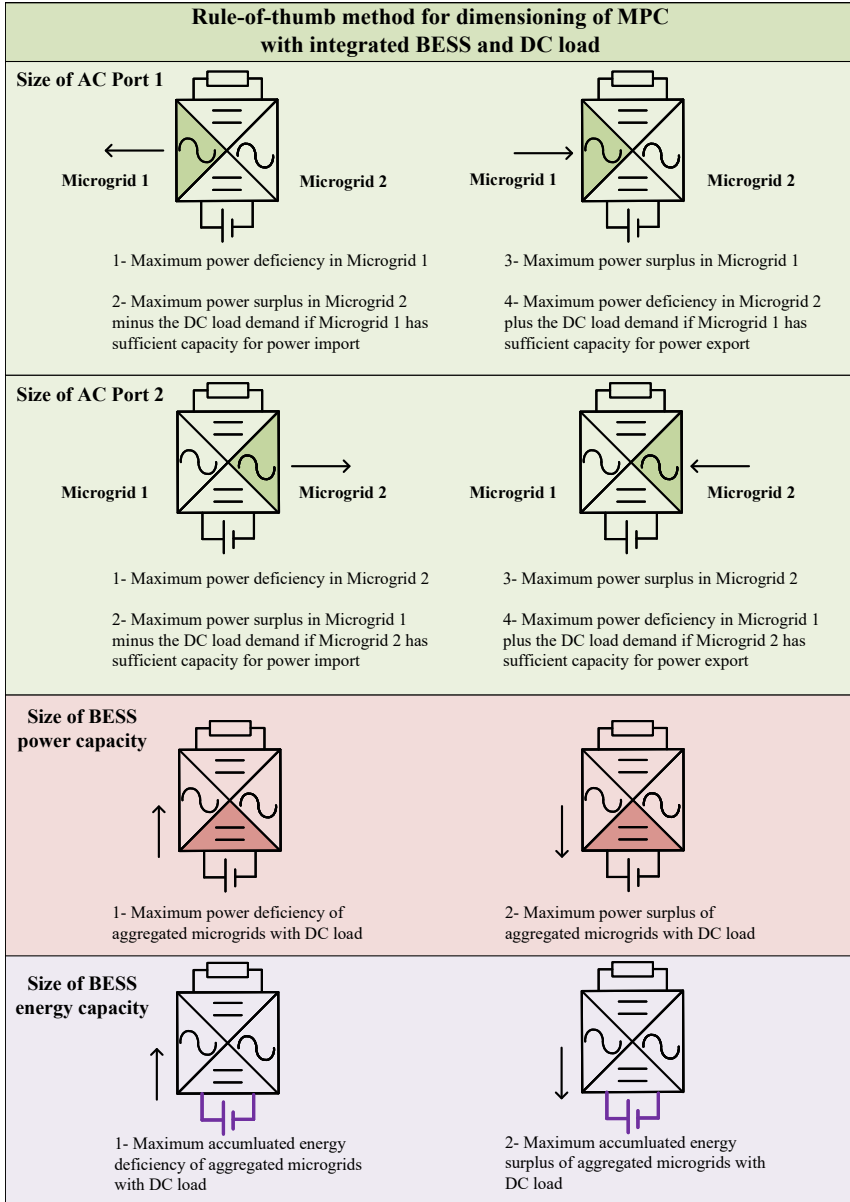 Rule-of-thumb method for dimensioning of MPC
with integrated BESS and DC load
Size of AC Port 1
Microgrid 1
Microgrid 2
1- Maximum power deficiency in Microgrid 1
2- Maximum power surplus in Microgrid 2
minus the DC load demand if Microgrid 1 has
sufficient capacity for power import
Microgrid 1
Microgrid 2
3- Maximum power surplus in Microgrid 1
4- Maximum power deficiency in Microgrid 2
plus the DC load demand if Microgrid 1 has
sufficient capacity for power export
Size of AC Port 2
Microgrid 1
Microgrid 2
1- Maximum power deficiency in Microgrid 2
2- Maximum power surplus in Microgrid 1
minus the DC load demand if Microgrid 2 has
sufficient capacity for power import
Microgrid 1
Microgrid 2
3- Maximum power surplus in Microgrid 2
4- Maximum power deficiency in Microgrid 1
plus the DC load demand if Microgrid 2 has
sufficient capacity for power export
Size of BESS
power capacity
1- Maximum power deficiency of
aggregated microgrids with DC load
2- Maximum power surplus of
aggregated microgrids with DC load
Size of BESS
energy capacity
1- Maximum accumluated energy
deficiency of aggregated microgrids
with DC load
2- Maximum accumluated energy
surplus of aggregated microgrids with
DC load